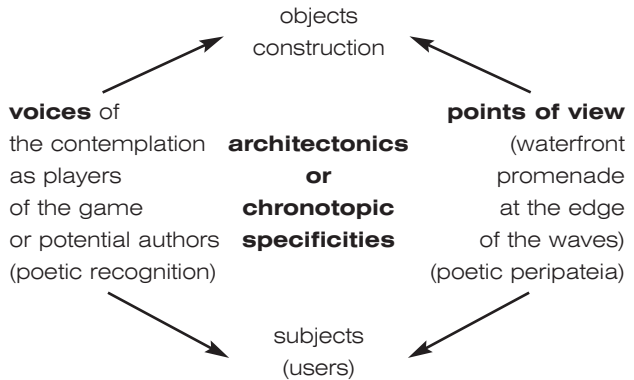 objects
construction
voices of
the contemplation
as players
of the game
or potential authors
(poetic recognition)
architectonics
or
chronotopic
specificities
points of view
(waterfront
promenade
at the edge
of the waves)
(poetic peripateia)
subjects
(users)